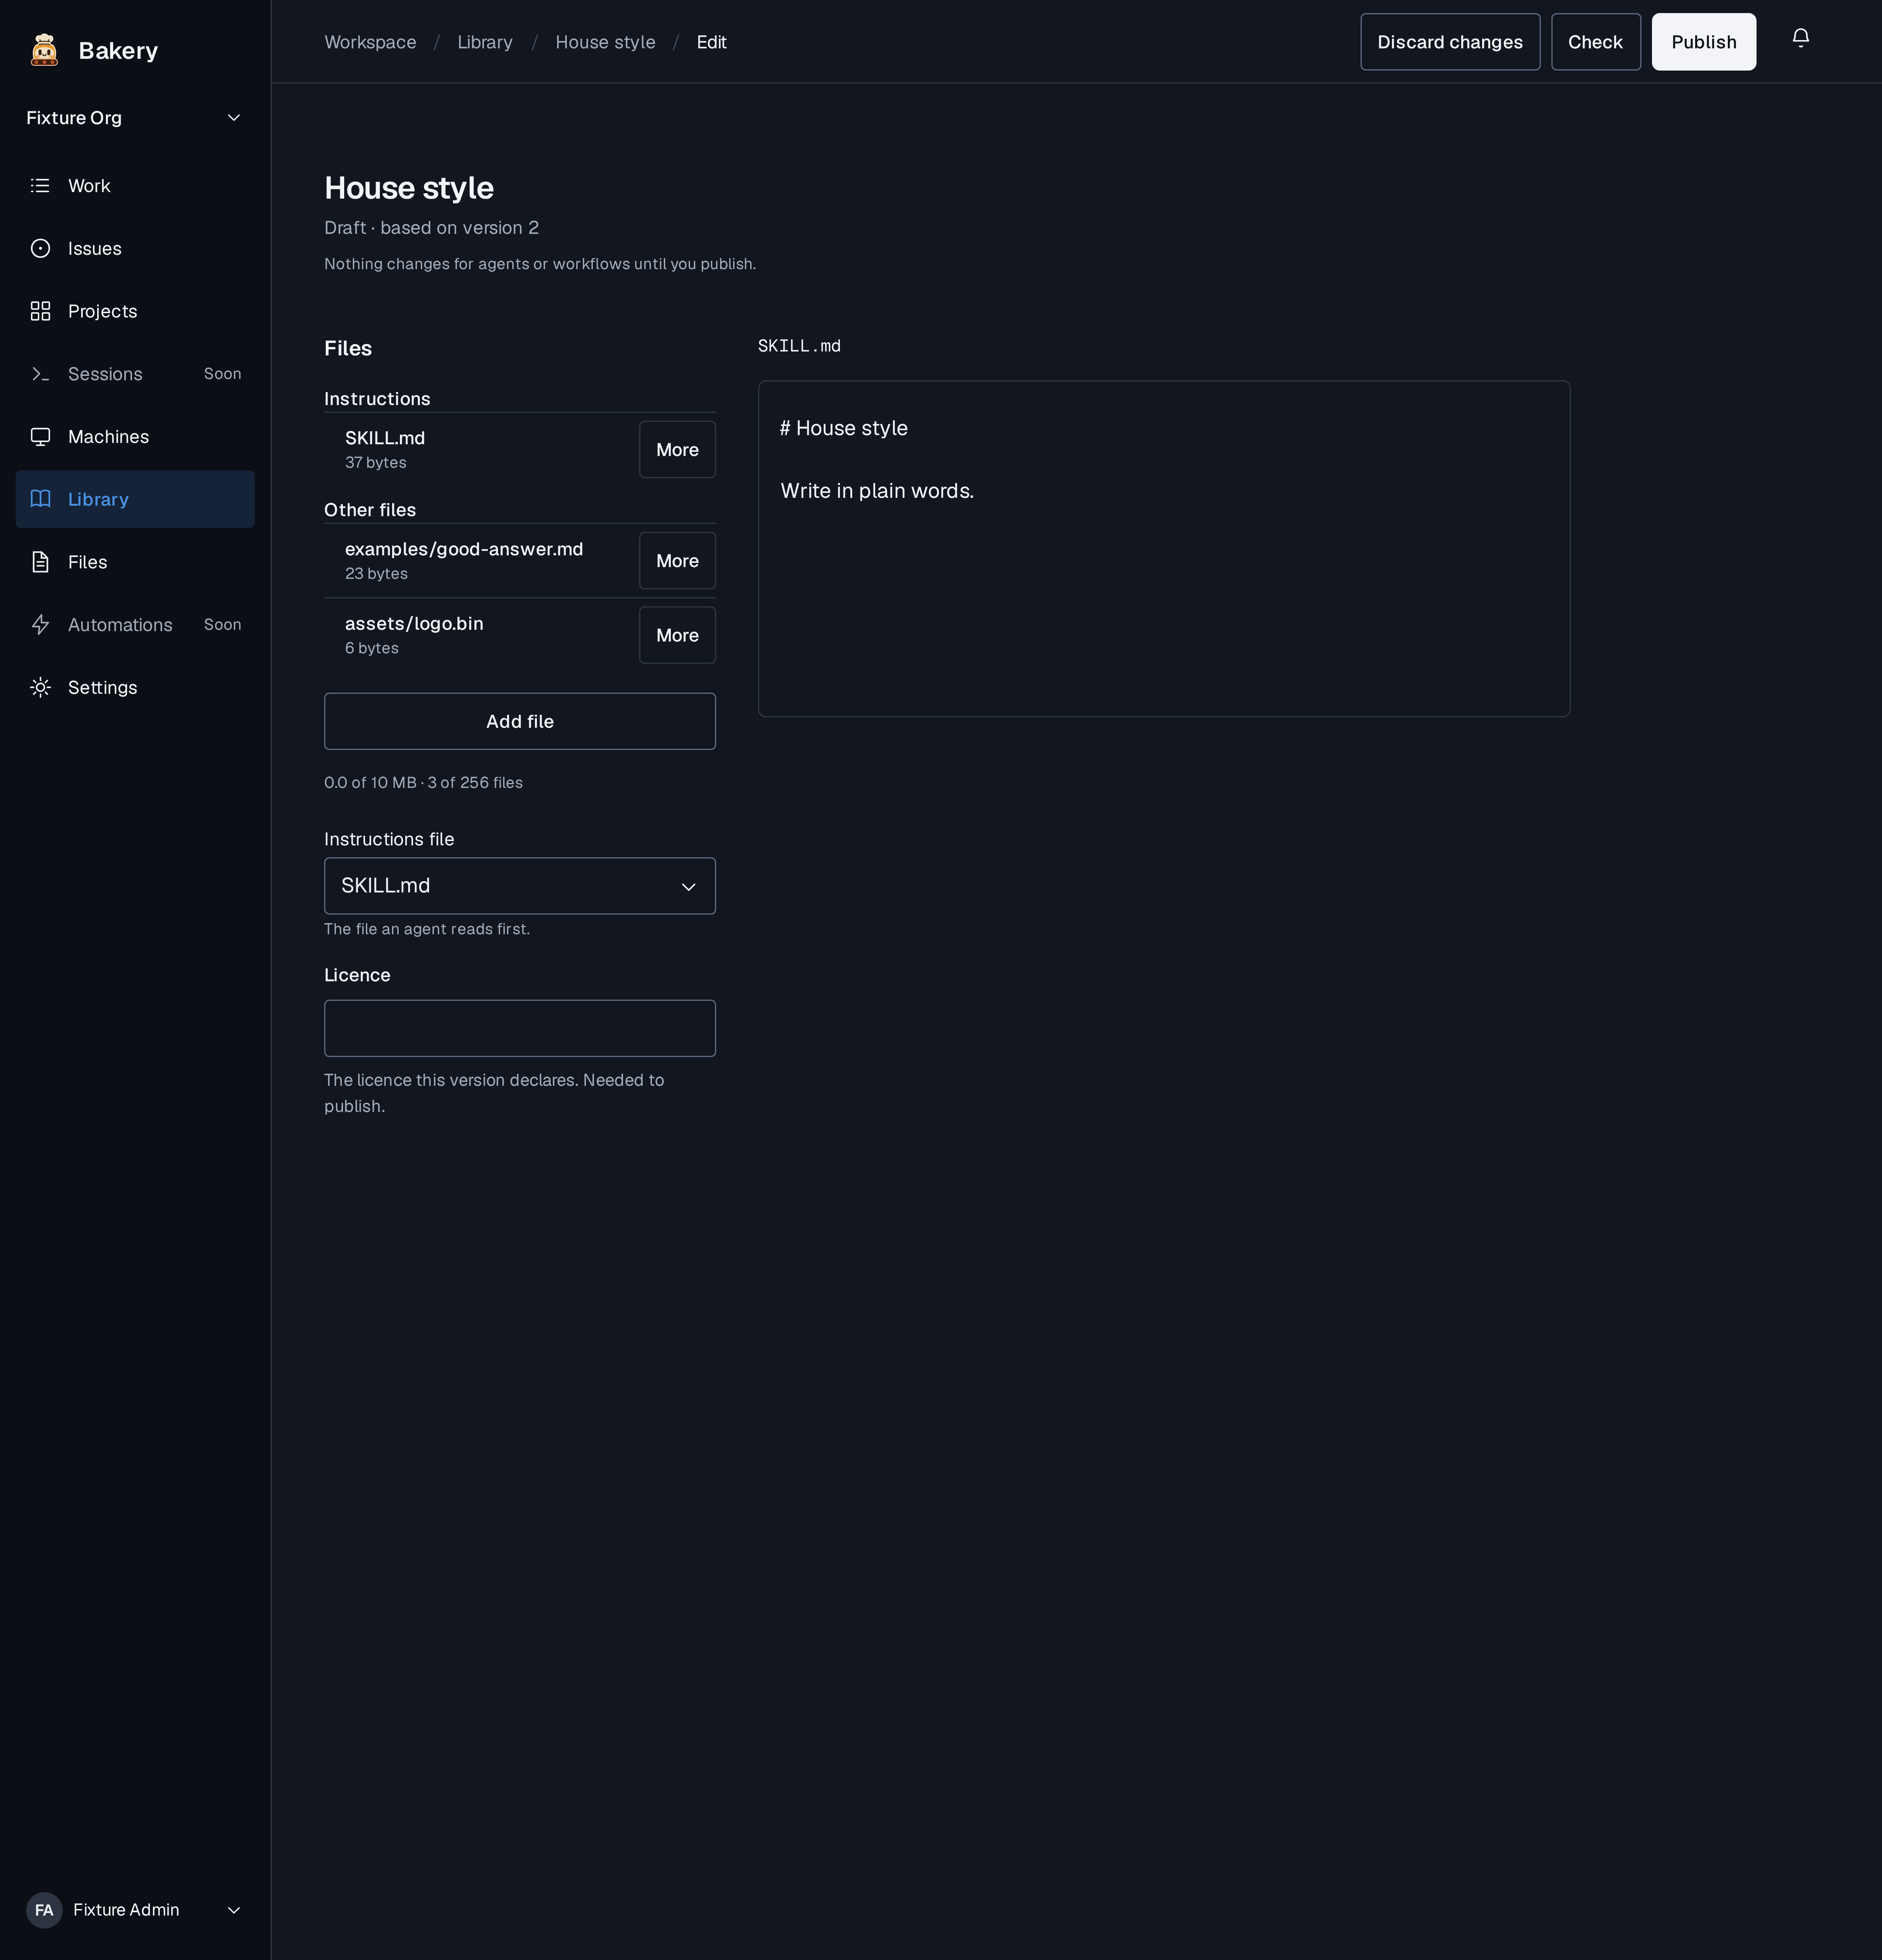 Bakery
Fixture Org
Work
Issues
Projects
Sessions Soon
Machines
Library
Files
Automations Soon
Settings
FA Fixture Admin
Workspace / Library / House style / Edit
Discard changes
Check
Publish
House style
Draft · based on version 2
Nothing changes for agents or workflows until you publish.
Files
Instructions
SKILL.md
37 bytes
More
Other files
examples/good-answer.md
23 bytes
More
assets/logo.bin
6 bytes
More
Add file
0.0 of 10 MB · 3 of 256 files
Instructions file
SKILL.md
The file an agent reads first.
Licence
The licence this version declares. Needed to
publish.
SKILL.md
# House style
Write in plain words.